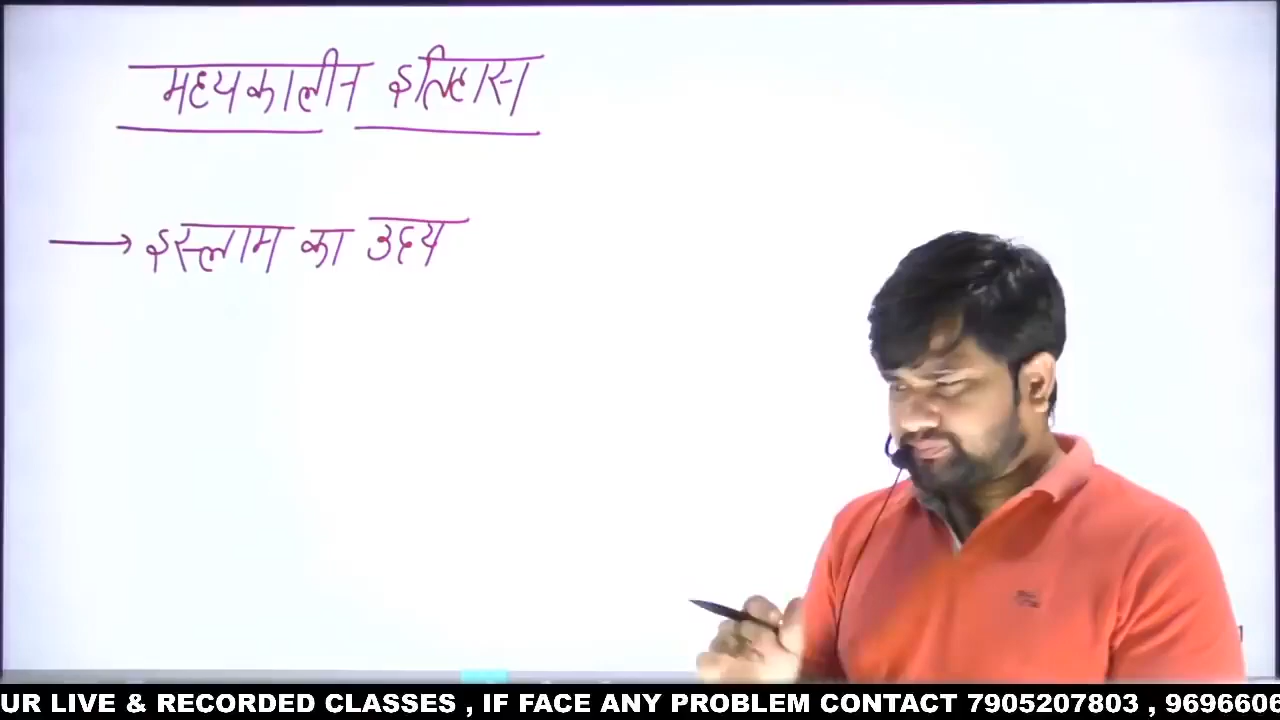 मध्यकालीन इतिहास
→ इस्लाम का उदय
UR LIVE & RECORDED CLASSES , IF FACE ANY PROBLEM CONTACT 7905207803 , 9696606